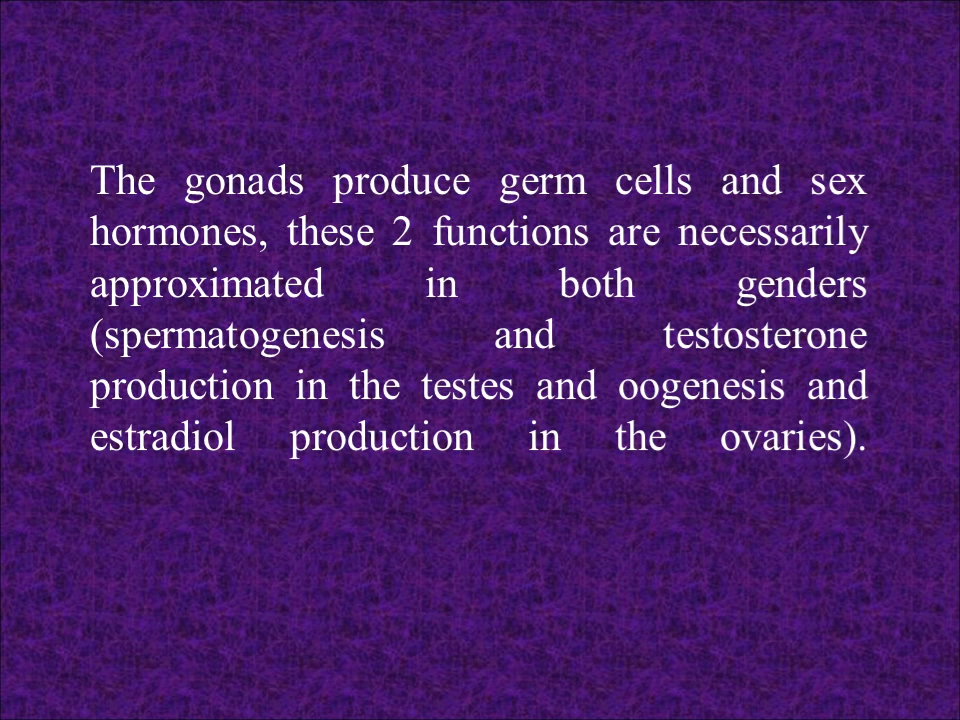 The gonads produce germ cells and sex
hormones, these 2 functions are necessarily
approximated in both genders
(spermatogenesis and testosterone
production in the testes and oogenesis and
estradiol production in the ovaries).